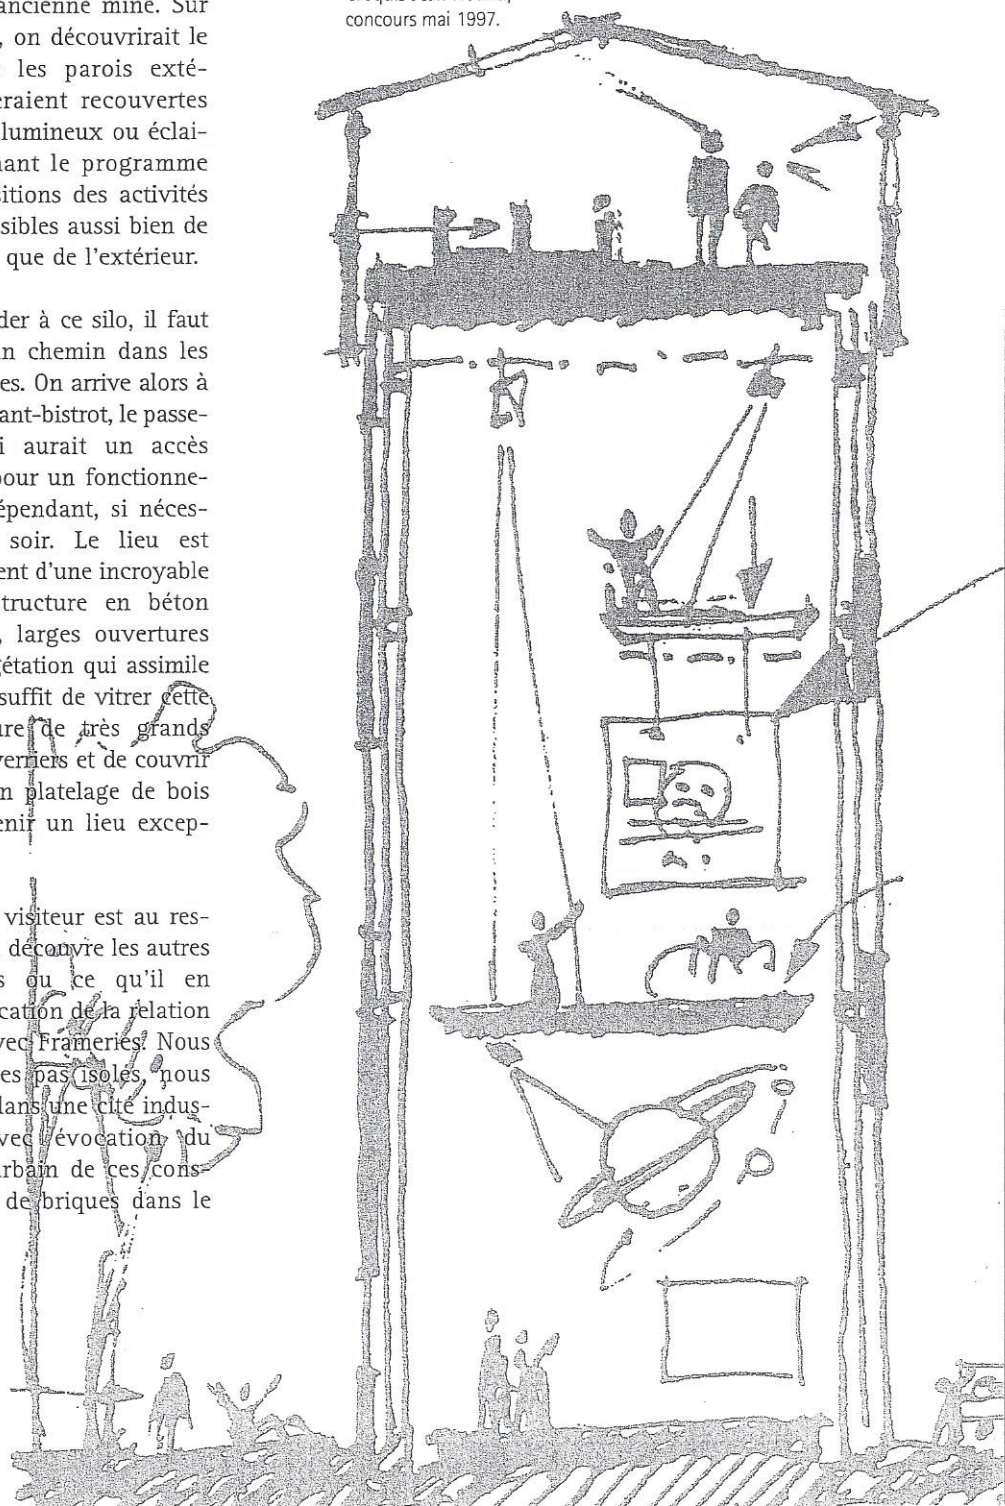 concours mai 1997.
ancienne mine. Sur
, on découvrirait le
les parois exté-
eraient recouvertes
lumineux ou éclai-
nant le programme
sitions des activités
sibles aussi bien de
que de l'extérieur.
der à ce silo, il faut
un chemin dans les
es. On arrive alors à
ant-bistrot, le passe-
i aurait un accès
pour un fonctionne-
épendant, si néces-
soir. Le lieu est
ent d'une incroyable
tructure en béton
, larges ouvertures
gétation qui assimile
suffit de vitrer cette
ure de très grands
verriers et de couvrir
n platelage de bois
enir un lieu excep-
visiteur est au res-
découvre les autres
s ou ce qu'il en
cation de la relation
vec Frameries. Nous
es pas isolés, nous
dans une cité indus-
vec l'évocation du
rbain de ces cons-
de briques dans le